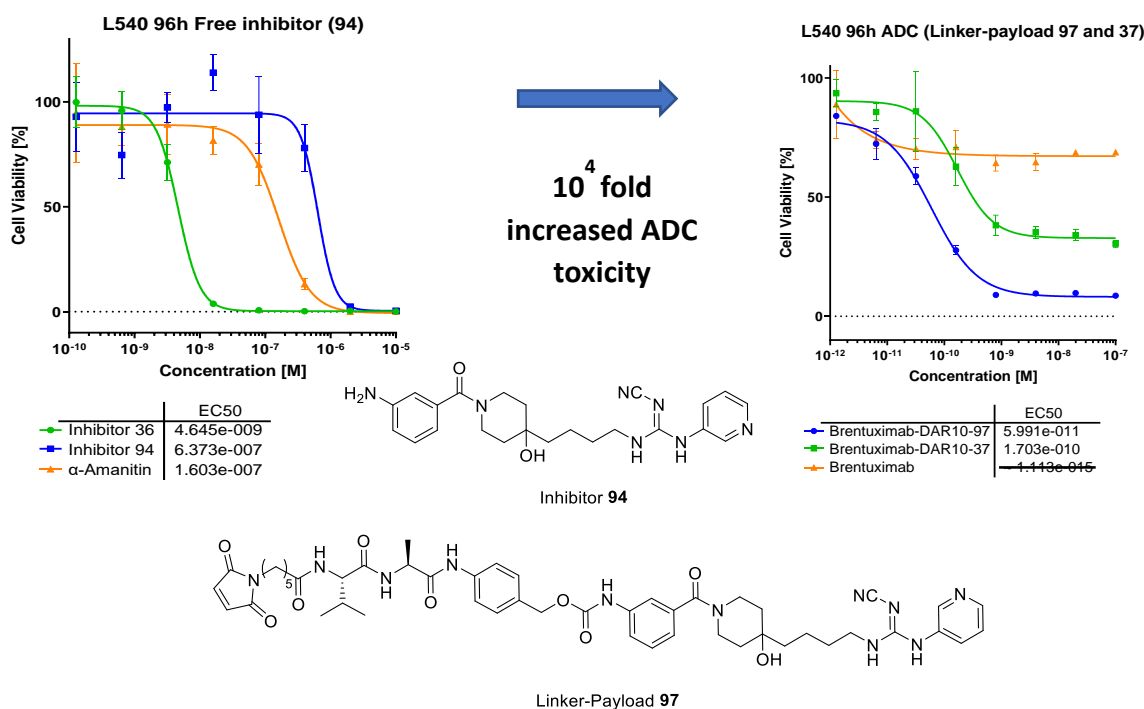 L540 96h Free inhibitor (94)
Cell Viability [%]
100
50
0
10-10
10-9
10-8
10-7
10-6
10-5
Concentration [M]
EC50
Inhibitor 36 4.645e-009
Inhibitor 94 6.373e-007
α-Amanitin 1.603e-007
10^4 fold
increased ADC
toxicity
L540 96h ADC (Linker-payload 97 and 37)
Cell Viability [%]
100
50
0
10-12
10-11
10-10
10-9
10-8
10-7
Concentration [M]
EC50
Brentuximab-DAR10-97 5.991e-011
Brentuximab-DAR10-37 1.703e-010
Brentuximab ~ 1.113e-015
H2N
O
N
OH
N
H
NC
N
N
H
N
Inhibitor 94
O
N
O
5
O
H
N
O
N
H
O
H
N
O
O
H
N
O
N
OH
N
H
NC
N
N
H
N
Linker-Payload 97